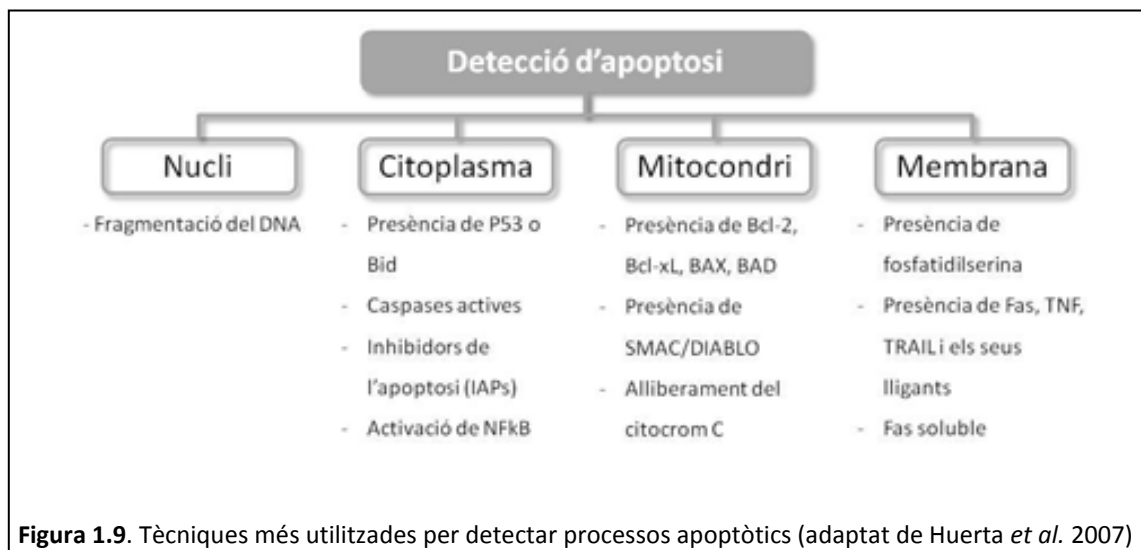 Detecció d'apoptosi
Nucli
- Fragmentació del DNA
Citoplasma
- Presència de P53 o
Bid
- Caspases actives
- Inhibidors de
l'apoptosi (IAPs)
- Activació de NFkB
Mitocondri
- Presència de Bcl-2,
Bcl-xL, BAX, BAD
- Presència de
SMAC/DIABLO
- Alliberament del
citocrom C
Membrana
- Presència de
fosfatidilserina
- Presència de Fas, TNF,
TRAIL i els seus
lligants
- Fas soluble
Figura 1.9. Tècniques més utilitzades per detectar processos apoptòtics (adaptat de Huerta et al. 2007)